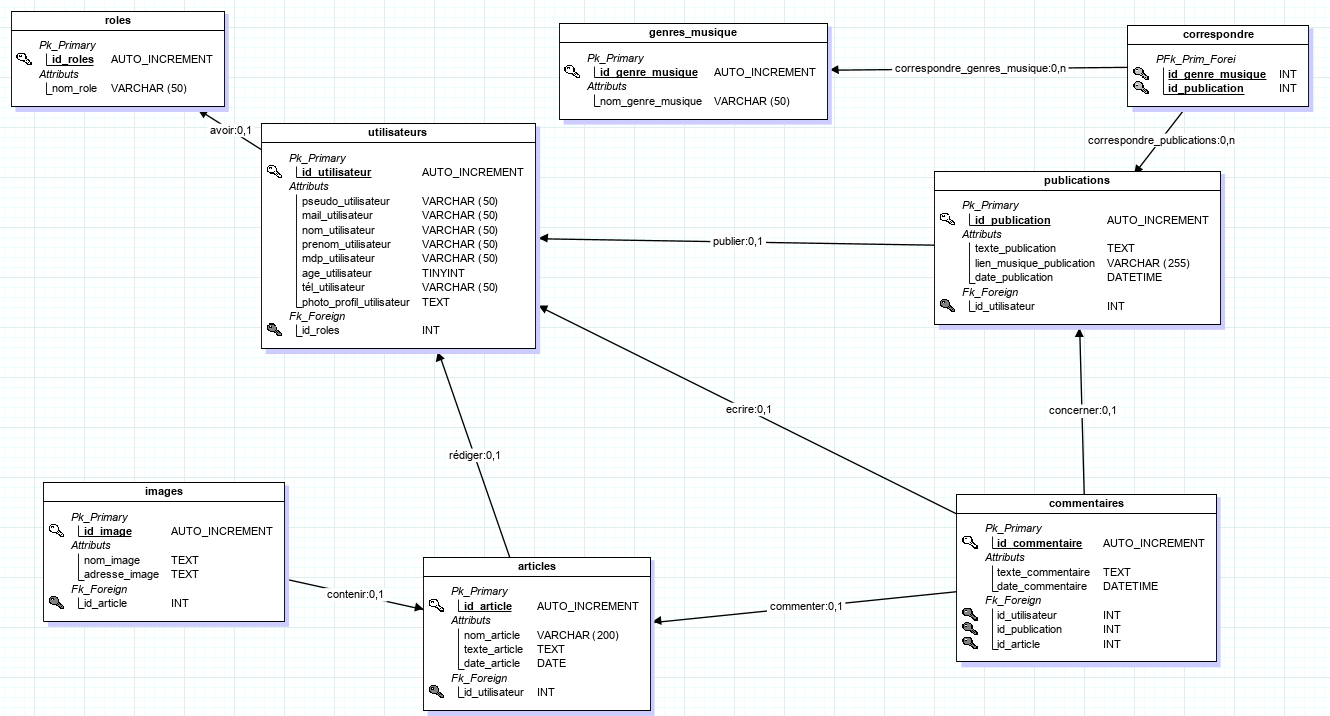 roles
Pk_Primary
id_roles AUTO_INCREMENT
Attributs
nom_role VARCHAR (50)
genres_musique
Pk_Primary
id_genre_musique AUTO_INCREMENT
Attributs
nom_genre_musique VARCHAR (50)
correspondre
PFk_Prim_Forei
id_genre_musique INT
id_publication INT
correspondre_genres_musique:0,n
avoir:0,1
correspondre_publications:0,n
utilisateurs
Pk_Primary
id_utilisateur AUTO_INCREMENT
Attributs
pseudo_utilisateur VARCHAR (50)
mail_utilisateur VARCHAR (50)
nom_utilisateur VARCHAR (50)
prenom_utilisateur VARCHAR (50)
mdp_utilisateur VARCHAR (50)
age_utilisateur TINYINT
tél_utilisateur VARCHAR (50)
photo_profil_utilisateur TEXT
Fk_Foreign
id_roles INT
publier:0,1
publications
Pk_Primary
id_publication AUTO_INCREMENT
Attributs
texte_publication TEXT
lien_musique_publication VARCHAR (255)
date_publication DATETIME
Fk_Foreign
id_utilisateur INT
ecrire:0,1
concerner:0,1
rédiger:0,1
images
Pk_Primary
id_image AUTO_INCREMENT
Attributs
nom_image TEXT
adresse_image TEXT
Fk_Foreign
id_article INT
contenir:0,1
articles
Pk_Primary
id_article AUTO_INCREMENT
Attributs
nom_article VARCHAR (200)
texte_article TEXT
date_article DATE
Fk_Foreign
id_utilisateur INT
commenter:0,1
commentaires
Pk_Primary
id_commentaire AUTO_INCREMENT
Attributs
texte_commentaire TEXT
date_commentaire DATETIME
Fk_Foreign
id_utilisateur INT
id_publication INT
id_article INT